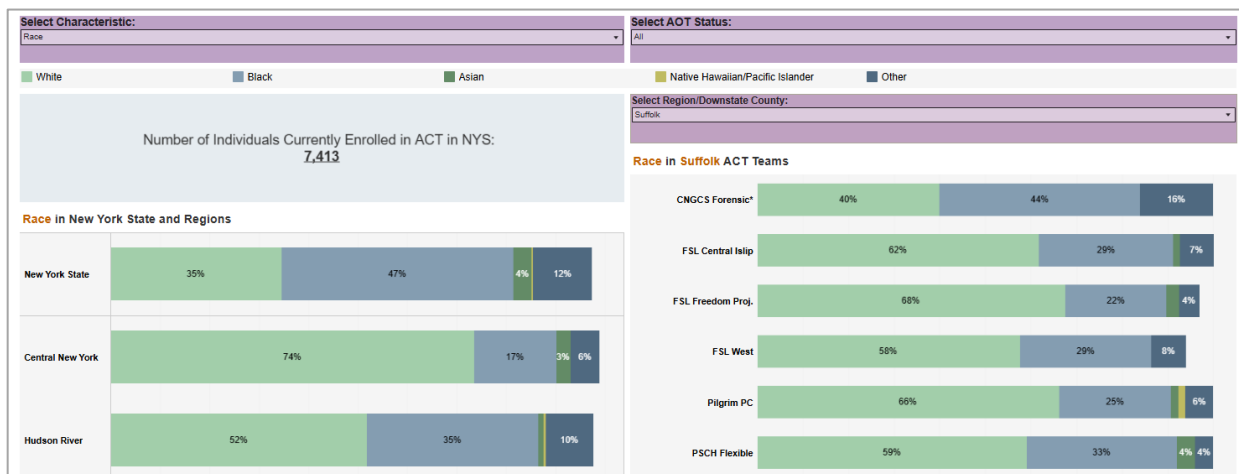 Select Characteristic:
Race
Select AOT Status:
All
White
Black
Asian
Native Hawaiian/Pacific Islander
Other
Number of Individuals Currently Enrolled in ACT in NYS:
7,413
Select Region/Downstate County:
Suffolk
Race in New York State and Regions
New York State
35%
47%
4%
12%
Central New York
74%
17%
3%
6%
Hudson River
52%
35%
10%
Race in Suffolk ACT Teams
CNGCS Forensic*
40%
44%
16%
FSL Central Islip
62%
29%
7%
FSL Freedom Proj.
68%
22%
4%
FSL West
58%
29%
8%
Pilgrim PC
66%
25%
6%
PSCH Flexible
59%
33%
4%
4%